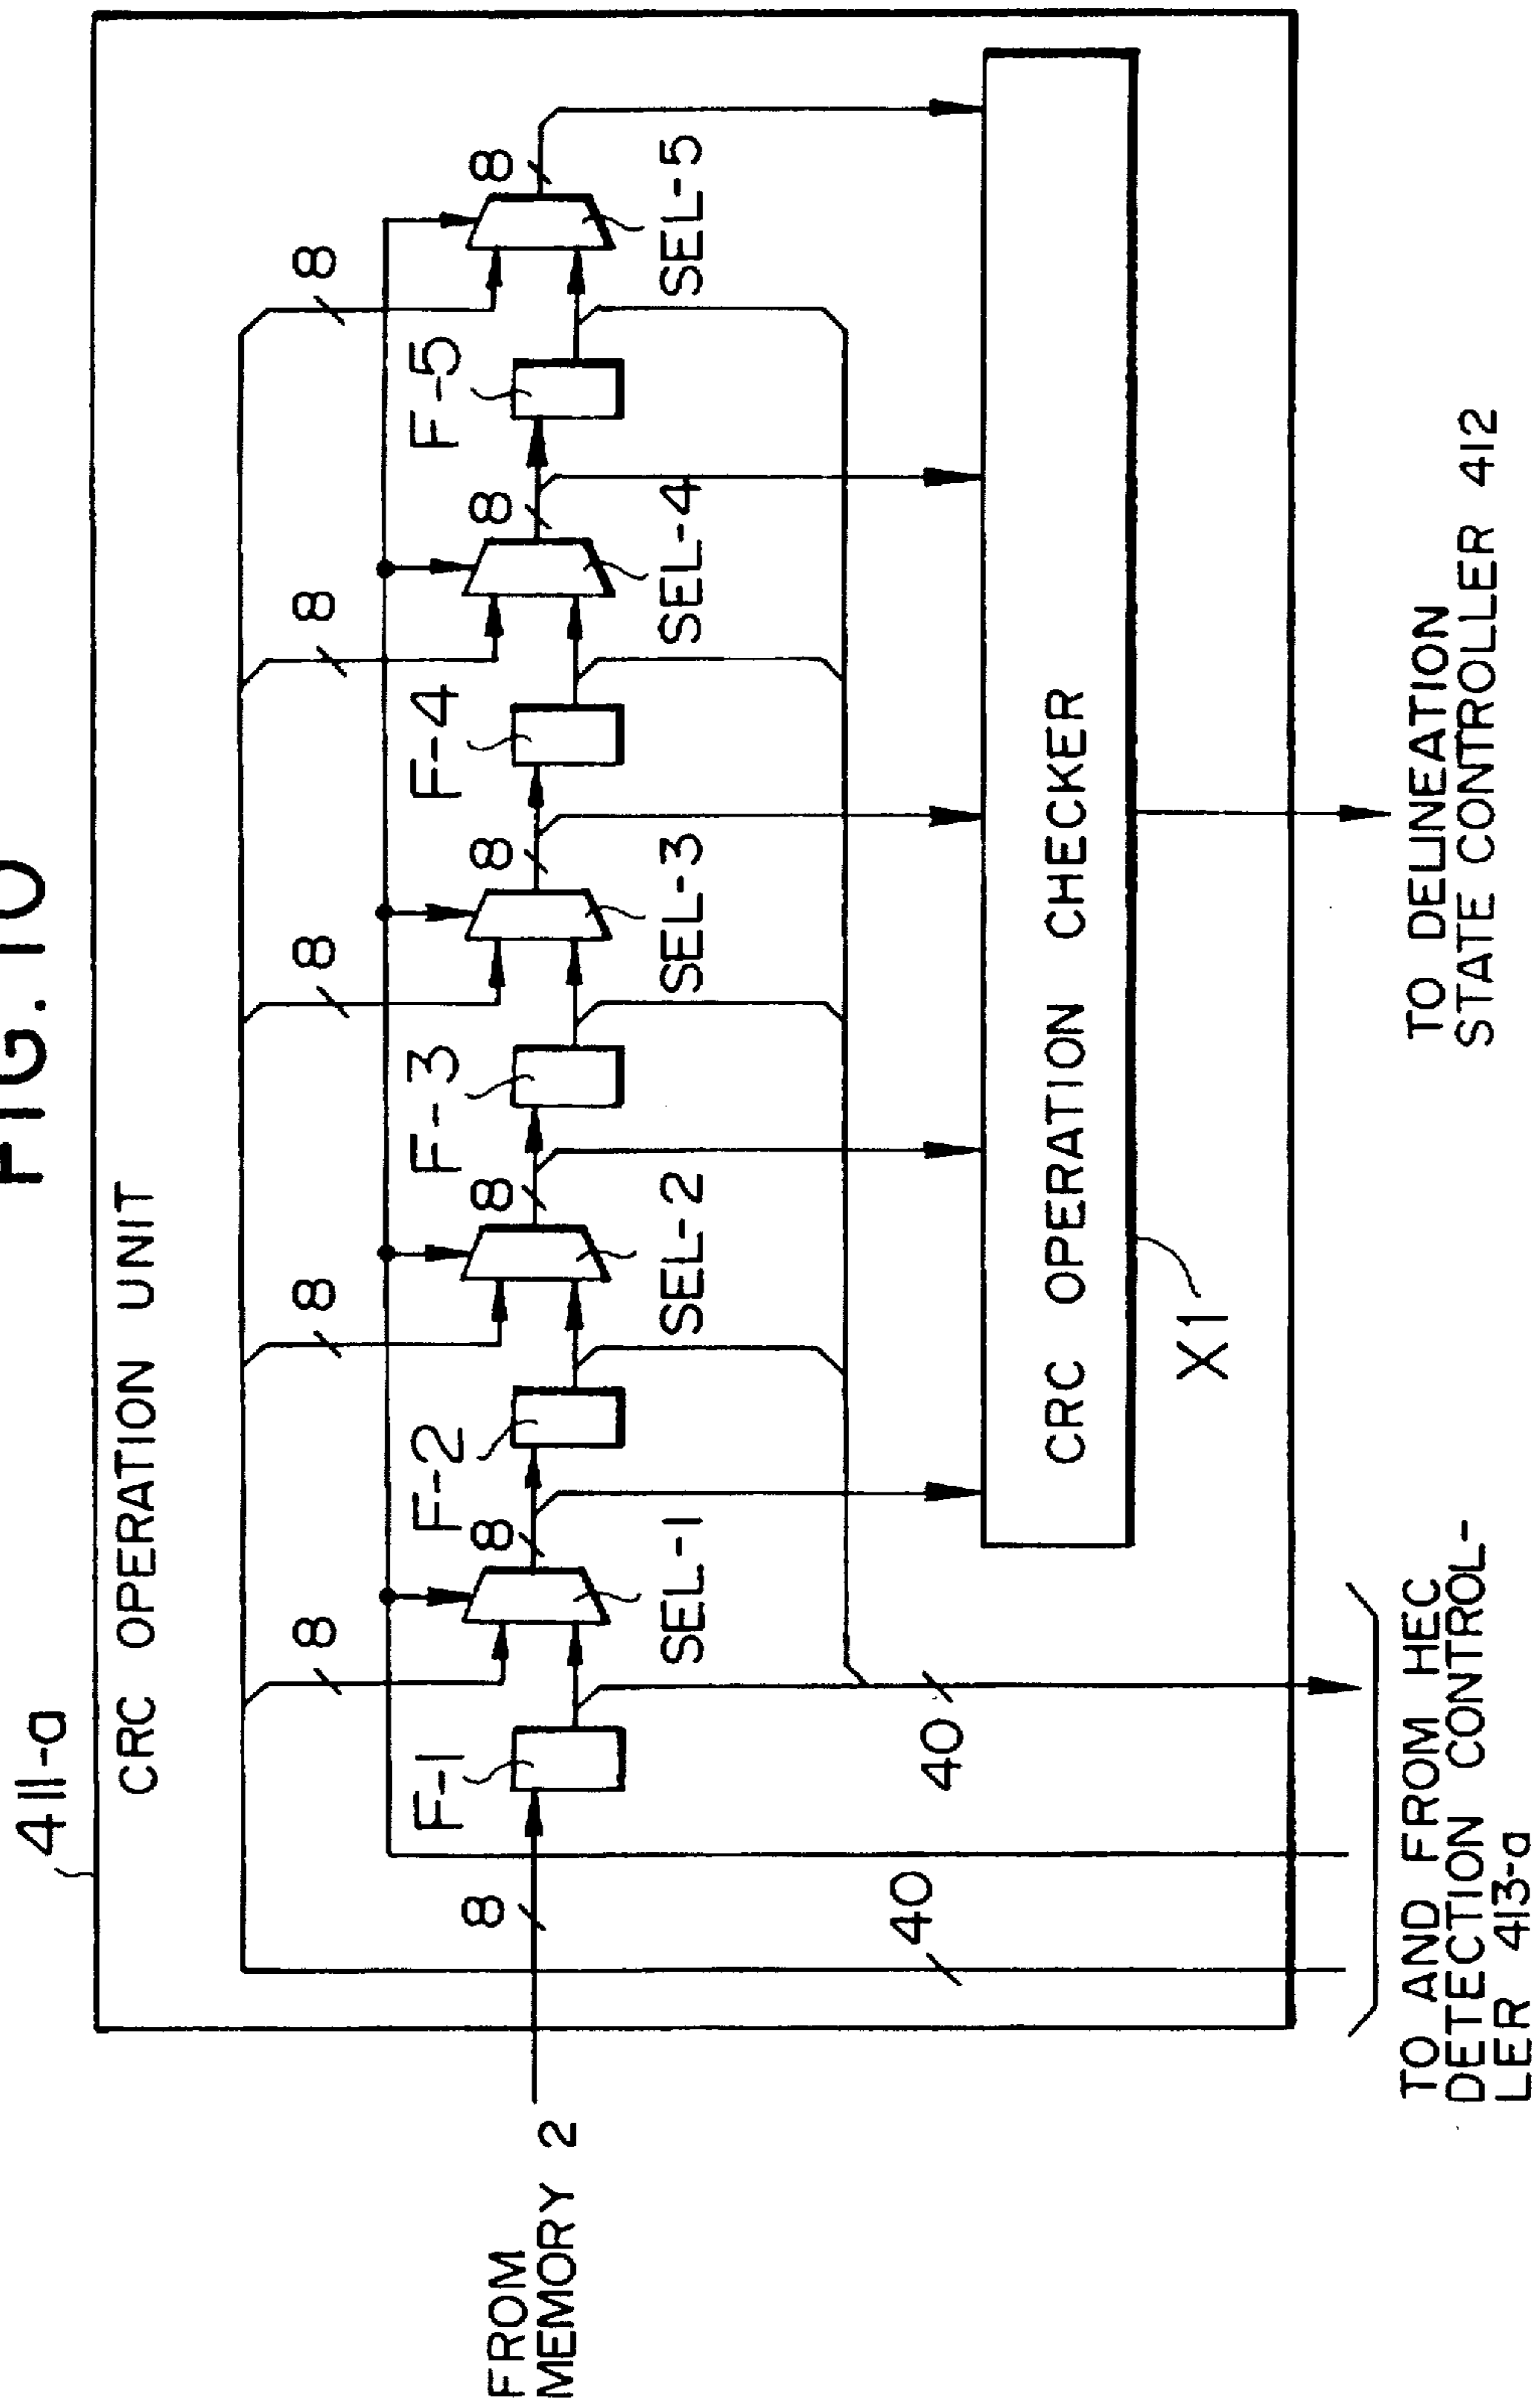 FIG. 10
411-a
CRC OPERATION UNIT
8
8
8
8
8
F-1
F-2
F-3
F-4
F-5
8
8
8
8
8
8
FROM
MEMORY 2
SEL-1
SEL-2
SEL-3
SEL-4
SEL-5
40
40
CRC OPERATION CHECKER
X1
TO AND FROM HEC
DETECTION CONTROL-
LER 413-a
TO DELINEATION
STATE CONTROLLER 412